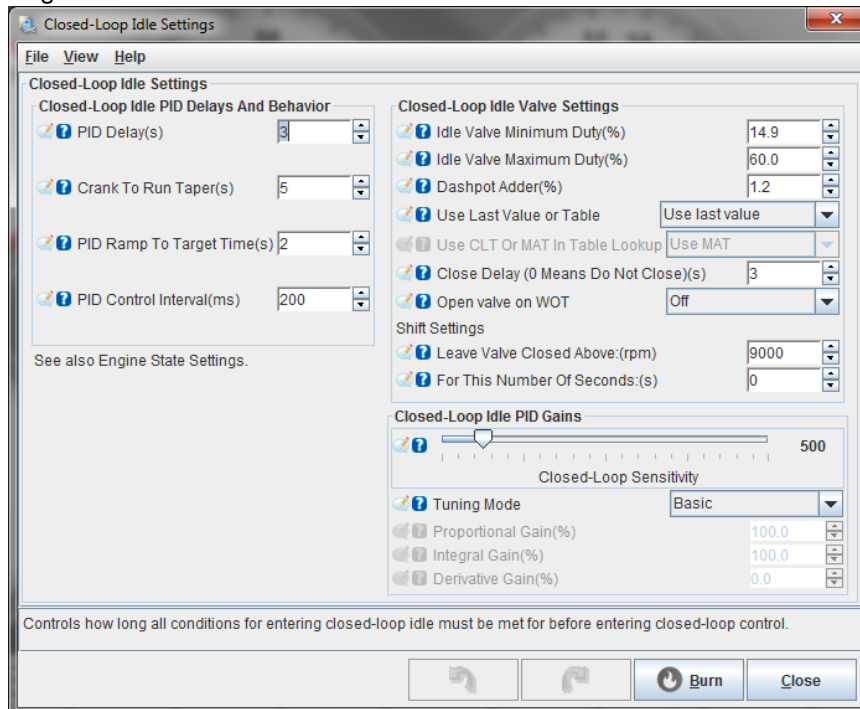 Closed-Loop Idle Settings
File View Help
Closed-Loop Idle Settings
Closed-Loop Idle PID Delays And Behavior
PID Delay(s) 3
Crank To Run Taper(s) 5
PID Ramp To Target Time(s) 2
PID Control Interval(ms) 200
See also Engine State Settings.
Closed-Loop Idle Valve Settings
Idle Valve Minimum Duty(%) 14.9
Idle Valve Maximum Duty(%) 60.0
Dashpot Adder(%) 1.2
Use Last Value or Table Use last value
Use CLT Or MAT In Table Lookup Use MAT
Close Delay (0 Means Do Not Close)(s) 3
Open valve on WOT Off
Shift Settings
Leave Valve Closed Above:(rpm) 9000
For This Number Of Seconds:(s) 0
Closed-Loop Idle PID Gains
500
Closed-Loop Sensitivity
Tuning Mode Basic
Proportional Gain(%) 100.0
Integral Gain(%) 100.0
Derivative Gain(%) 0.0
Controls how long all conditions for entering closed-loop idle must be met for before entering closed-loop control.
Burn Close